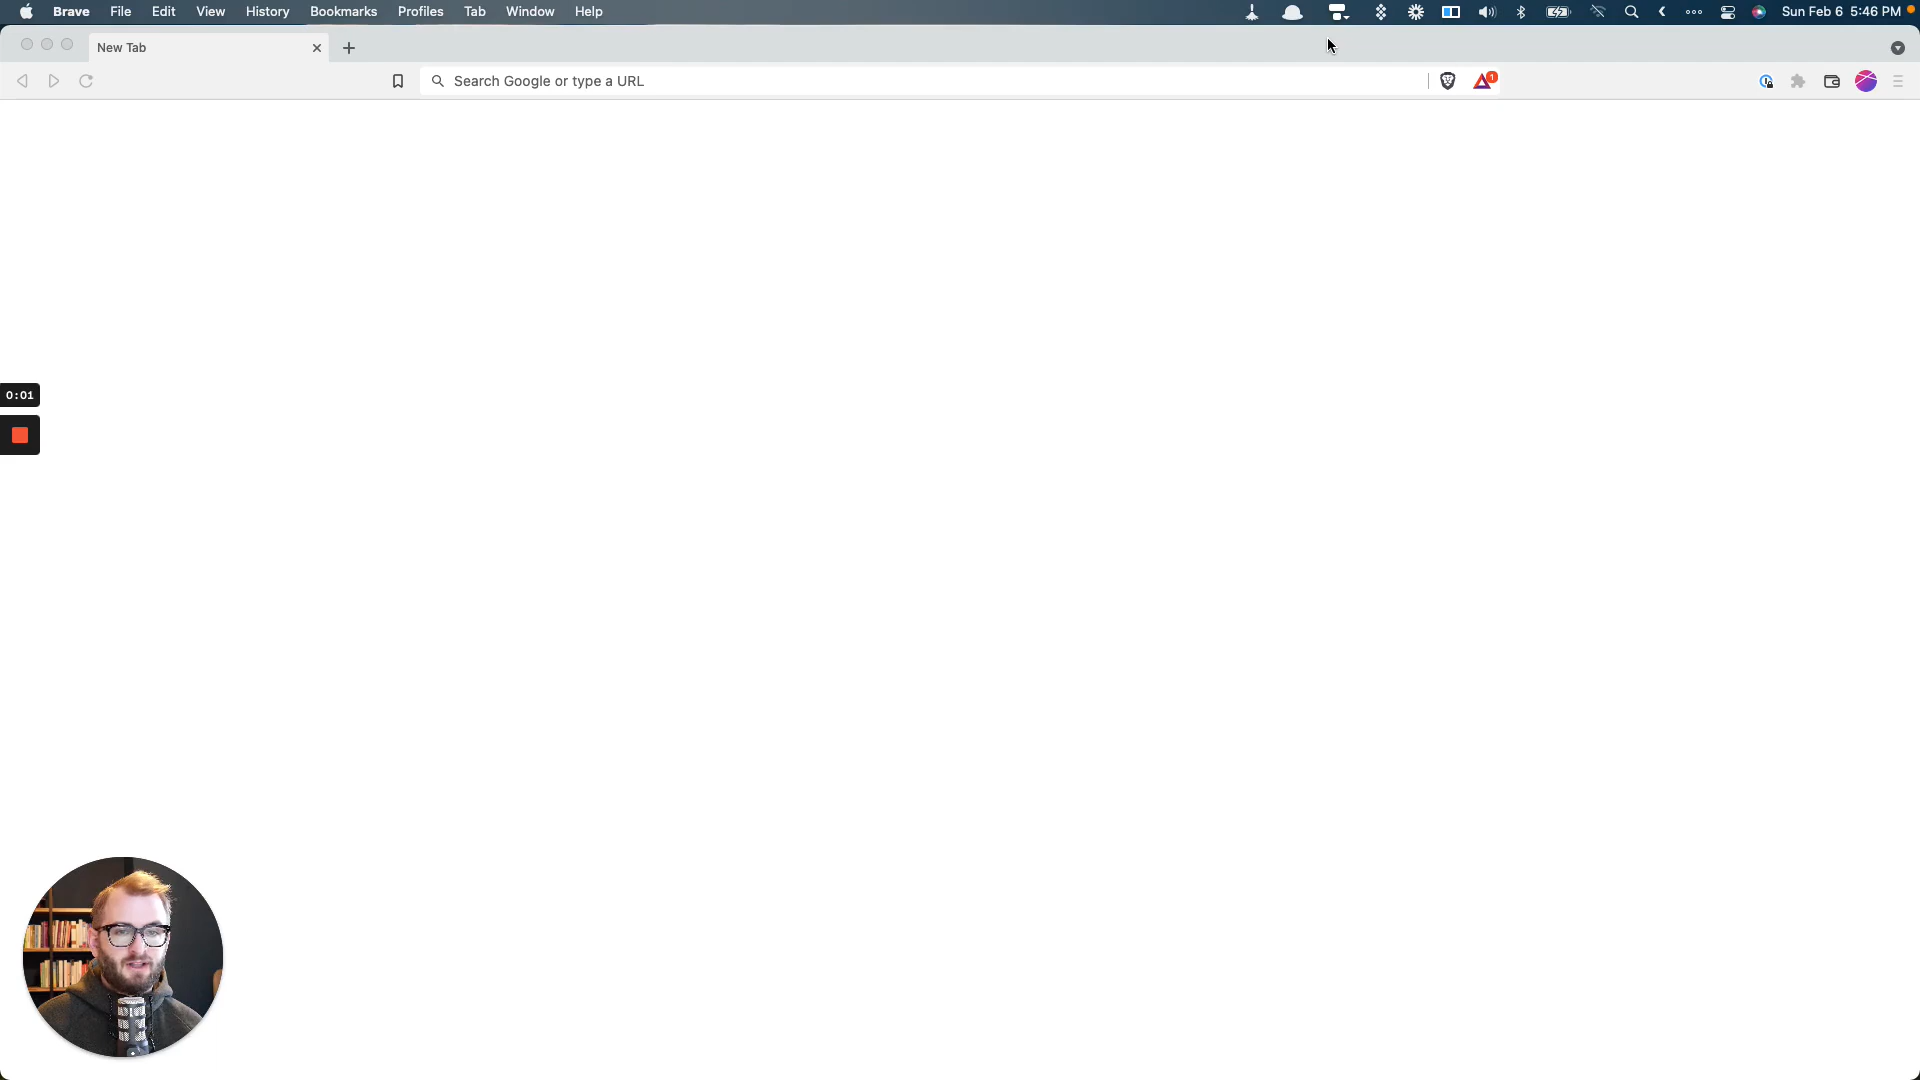 Brave File Edit View History Bookmarks Profiles Tab Window Help Sun Feb 6 5:46 PM
New Tab
Search Google or type a URL
1
0:01